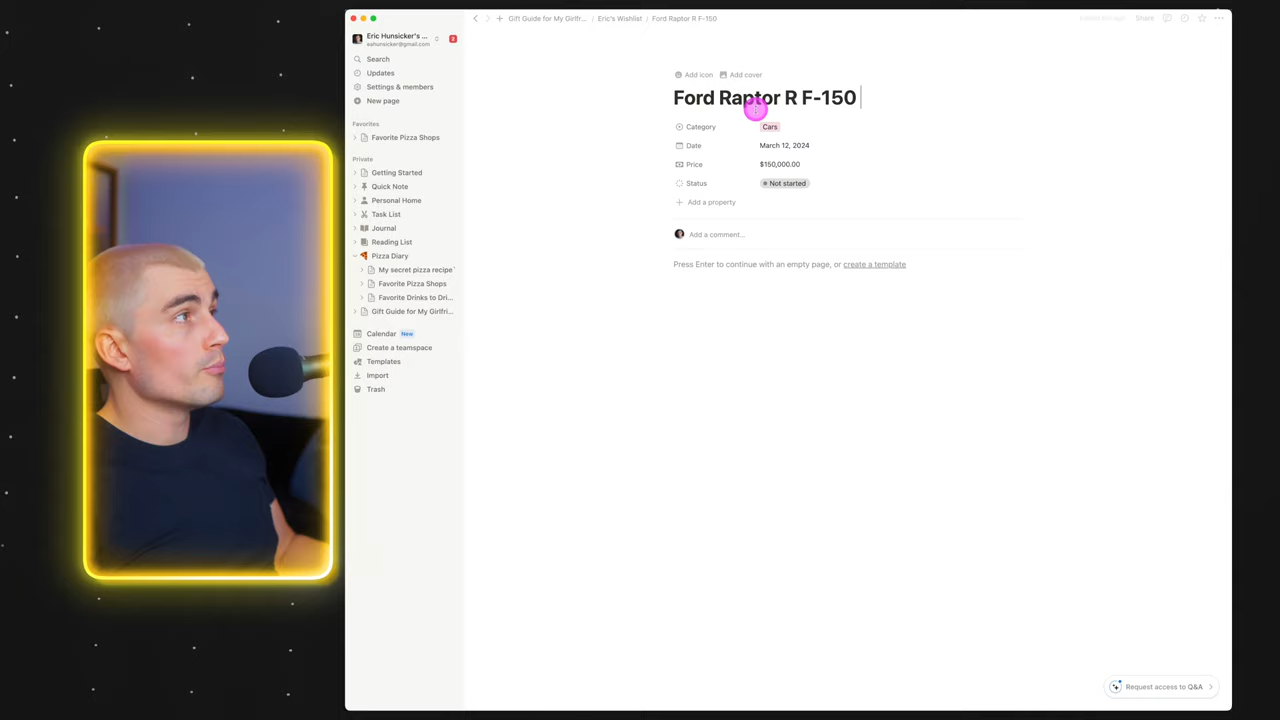 Gift Guide for My Girlfr... / Eric's Wishlist / Ford Raptor R F-150
Share
Eric Hunsicker's ...
eahunsicker@gmail.com
2
Search
Updates
Settings & members
New page
Favorites
Favorite Pizza Shops
Private
Getting Started
Quick Note
Personal Home
Task List
Journal
Reading List
Pizza Diary
My secret pizza recipe`
Favorite Pizza Shops
Favorite Drinks to Dri...
Gift Guide for My Girlfri...
Calendar New
Create a teamspace
Templates
Import
Trash
Add icon Add cover
Ford Raptor R F-150
Category Cars
Date March 12, 2024
Price $150,000.00
Status Not started
Add a property
Add a comment...
Press Enter to continue with an empty page, or create a template
Request access to Q&A